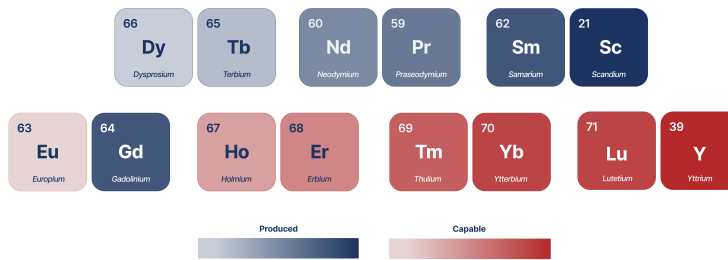 66 65 60 59 62 21
Dy Tb Nd Pr Sm Sc
Dysprosium Terbium Neodymium Praseodymium Samarium Scandium
63 64 67 68 69 70 71 39
Eu Gd Ho Er Tm Yb Lu Y
Europium Gadolinium Holmium Erbium Thulium Ytterbium Lutetium Yttrium
Produced Capable